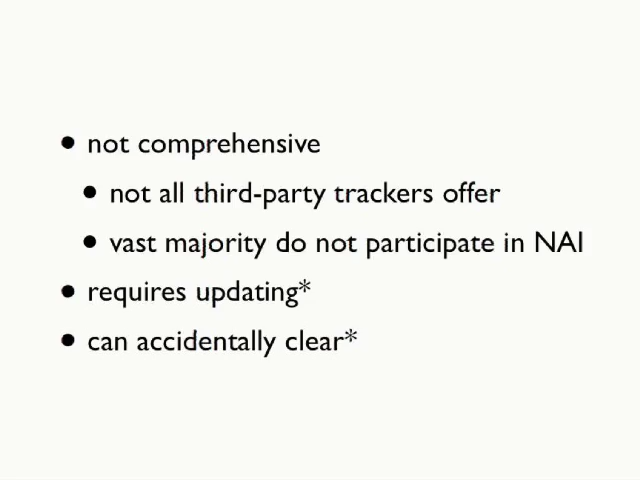 • not comprehensive
• not all third-party trackers offer
• vast majority do not participate in NAI
• requires updating*
• can accidentally clear*